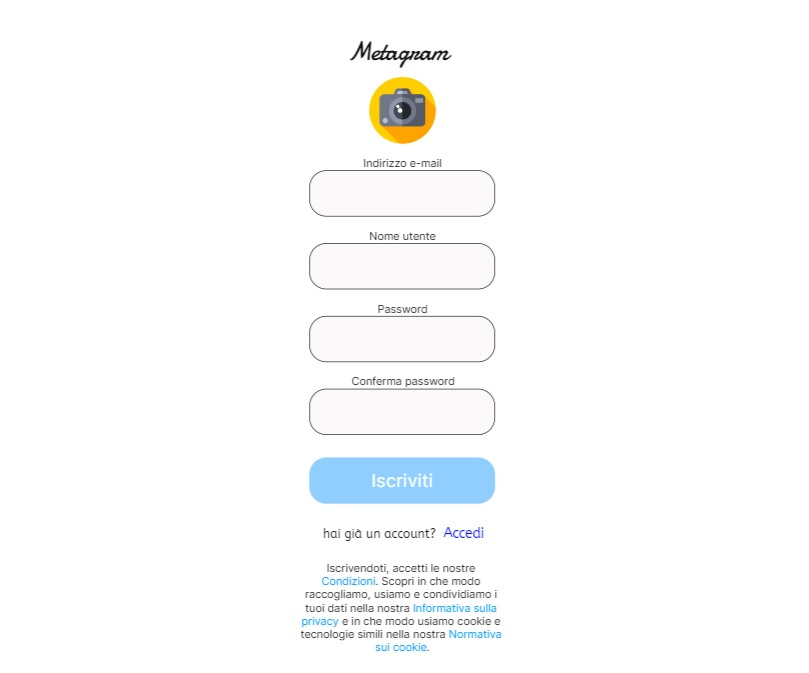 Metagram
Indirizzo e-mail
Nome utente
Password
Conferma password
Iscriviti
hai già un account? Accedi
Iscrivendoti, accetti le nostre
Condizioni. Scopri in che modo
raccogliamo, usiamo e condividiamo i
tuoi dati nella nostra Informativa sulla
privacy e in che modo usiamo cookie e
tecnologie simili nella nostra Normativa
sui cookie.